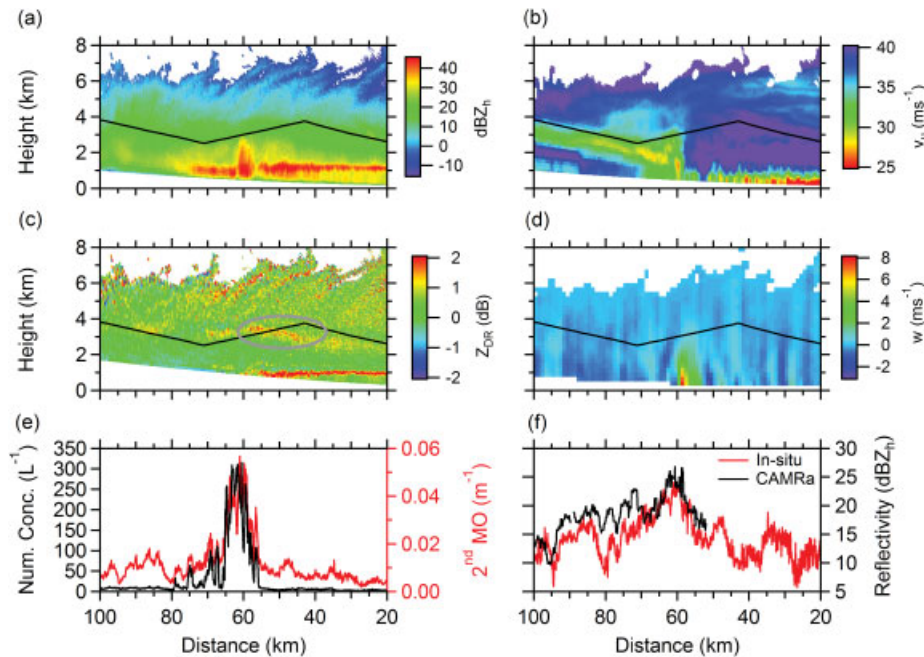 (a)
(b)
8
6
4
2
0
Height (km)
40
30
20
10
0
-10
dBZh
40
35
30
25
vr (ms-1)
(c)
(d)
8
6
4
2
0
Height (km)
2
1
0
-1
-2
ZDR (dB)
8
6
4
2
0
-2
w (ms-1)
(e)
(f)
350
300
250
200
150
100
50
0
Num. Conc. (L-1)
0.06
0.04
0.02
0.00
2nd MO (m-1)
100 80 60 40 20
Distance (km)
In-situ
CAMRa
30
25
20
15
10
5
Reflectivity (dBZh)
100 80 60 40 20
Distance (km)